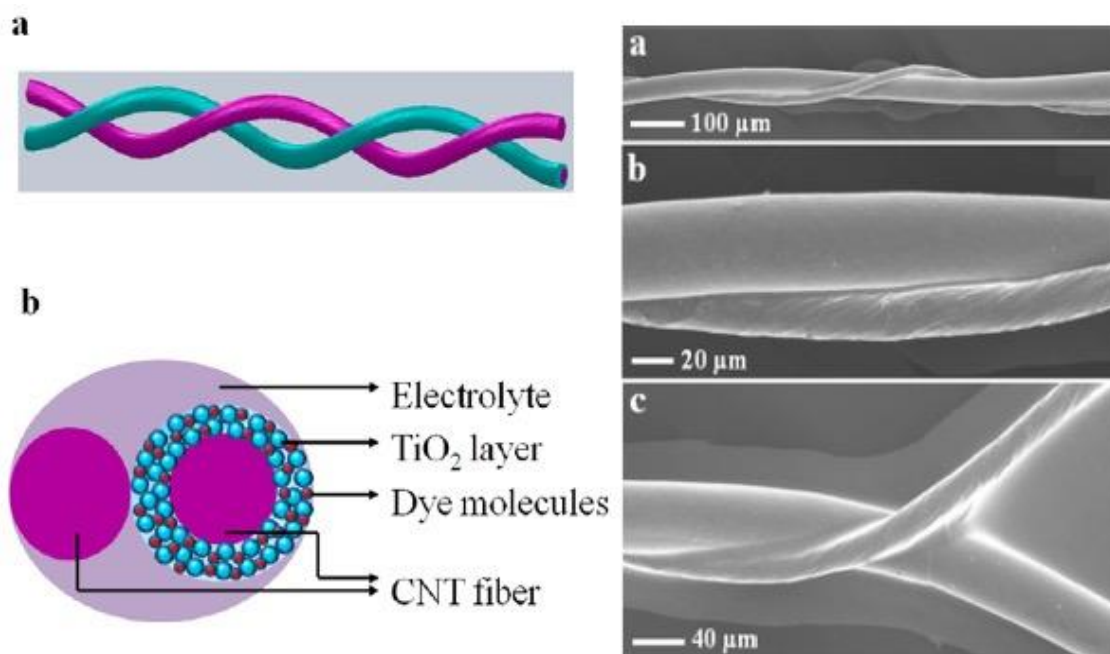 a
b
Electrolyte
TiO₂ layer
Dye molecules
CNT fiber
a
100 µm
b
20 µm
c
40 µm